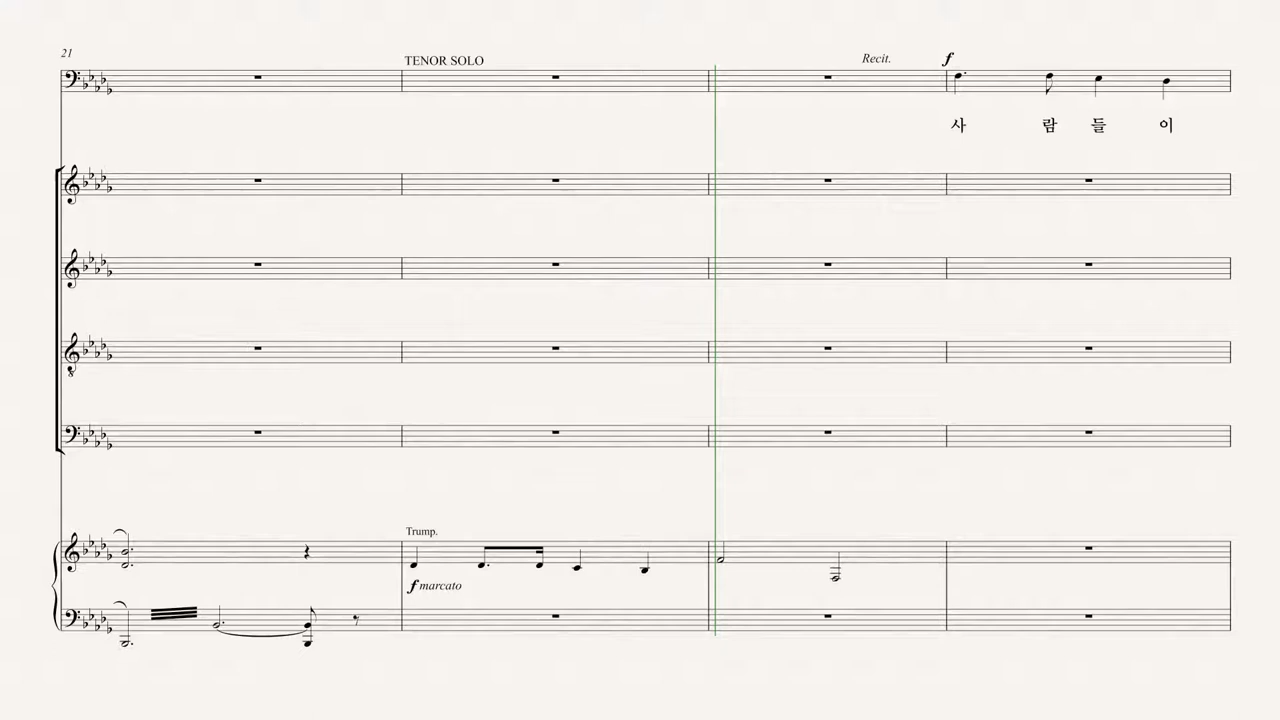 21
TENOR SOLO
Recit.
f
사 람 들 이
Trump.
f marcato